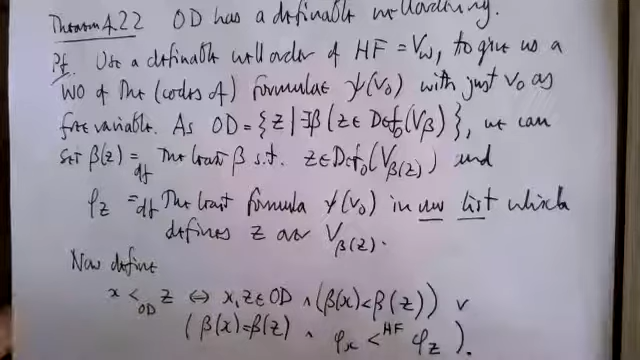 Theorem 4.22 OD has a definable wellordering.
Pf. Use a definable well order of HF = V_ω, to give us a
WO of the (codes of) formulae ψ(v₀) with just v₀ as
free variable. As OD = {z | ∃β (z ∈ Def₀(V_β)}, we can
set β(z) =_df The least β s.t. z ∈ Def₀(V_β(z)) and
φ_z =_df The least formula ψ(v₀) in our list which
defines z over V_β(z).
Now define
x <_OD z ⇔ x, z ∈ OD ∧ (β(x) < β(z)) ∨
(β(x) = β(z) ∧ φ_x <^HF φ_z).